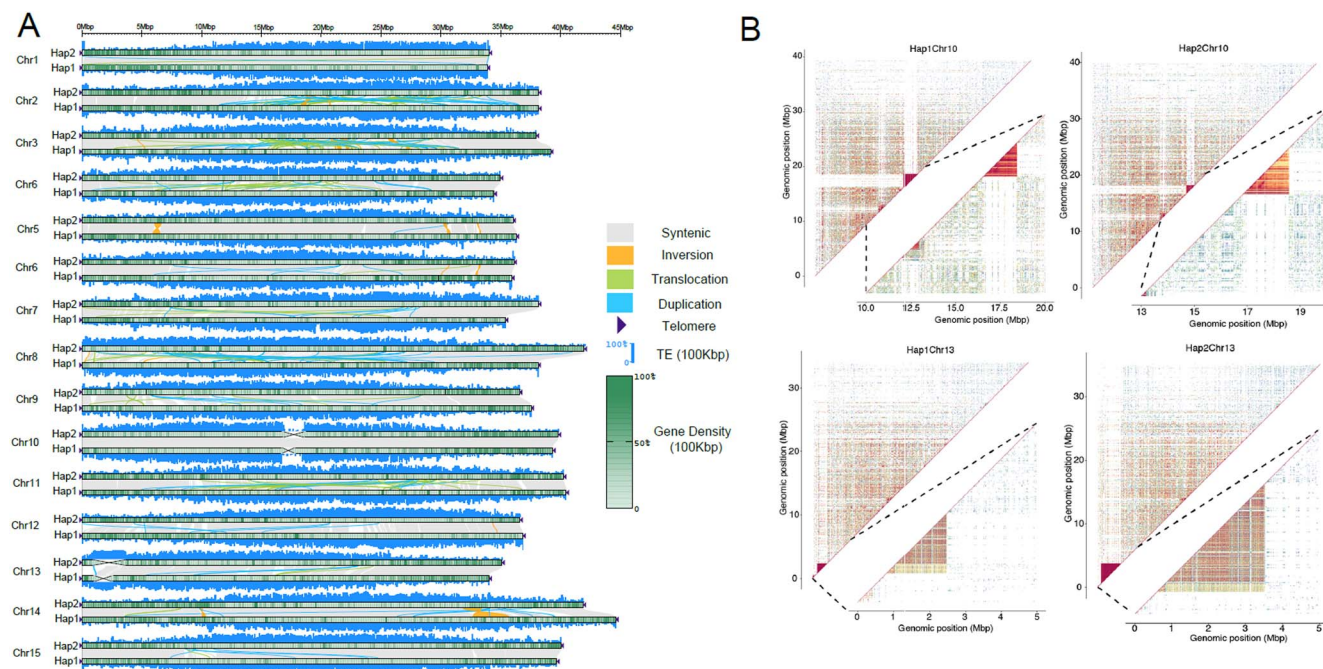 A
0Mbp 5Mbp 10Mbp 15Mbp 20Mbp 25Mbp 30Mbp 35Mbp 40Mbp 45Mbp
Chr1 Hap2
Hap1
Chr2 Hap2
Hap1
Chr3 Hap2
Hap1
Chr6 Hap2
Hap1
Chr5 Hap2
Hap1
Chr6 Hap2
Hap1
Chr7 Hap2
Hap1
Chr8 Hap2
Hap1
Chr9 Hap2
Hap1
Chr10 Hap2
Hap1
Chr11 Hap2
Hap1
Chr12 Hap2
Hap1
Chr13 Hap2
Hap1
Chr14 Hap2
Hap1
Chr15 Hap2
Hap1
Syntenic
Inversion
Translocation
Duplication
Telomere
100%
0
TE (100Kbp)
100%
50%
0
Gene Density
(100Kbp)
B
Hap1Chr10
Genomic position (Mbp)
40
30
20
10
0
10.0 12.5 15.0 17.5 20.0
Genomic position (Mbp)
Hap2Chr10
Genomic position (Mbp)
40
30
20
10
0
13 15 17 19
Genomic position (Mbp)
Hap1Chr13
Genomic position (Mbp)
30
20
10
0
0 1 2 3 4 5
Genomic position (Mbp)
Hap2Chr13
Genomic position (Mbp)
30
20
10
0
0 1 2 3 4 5
Genomic position (Mbp)